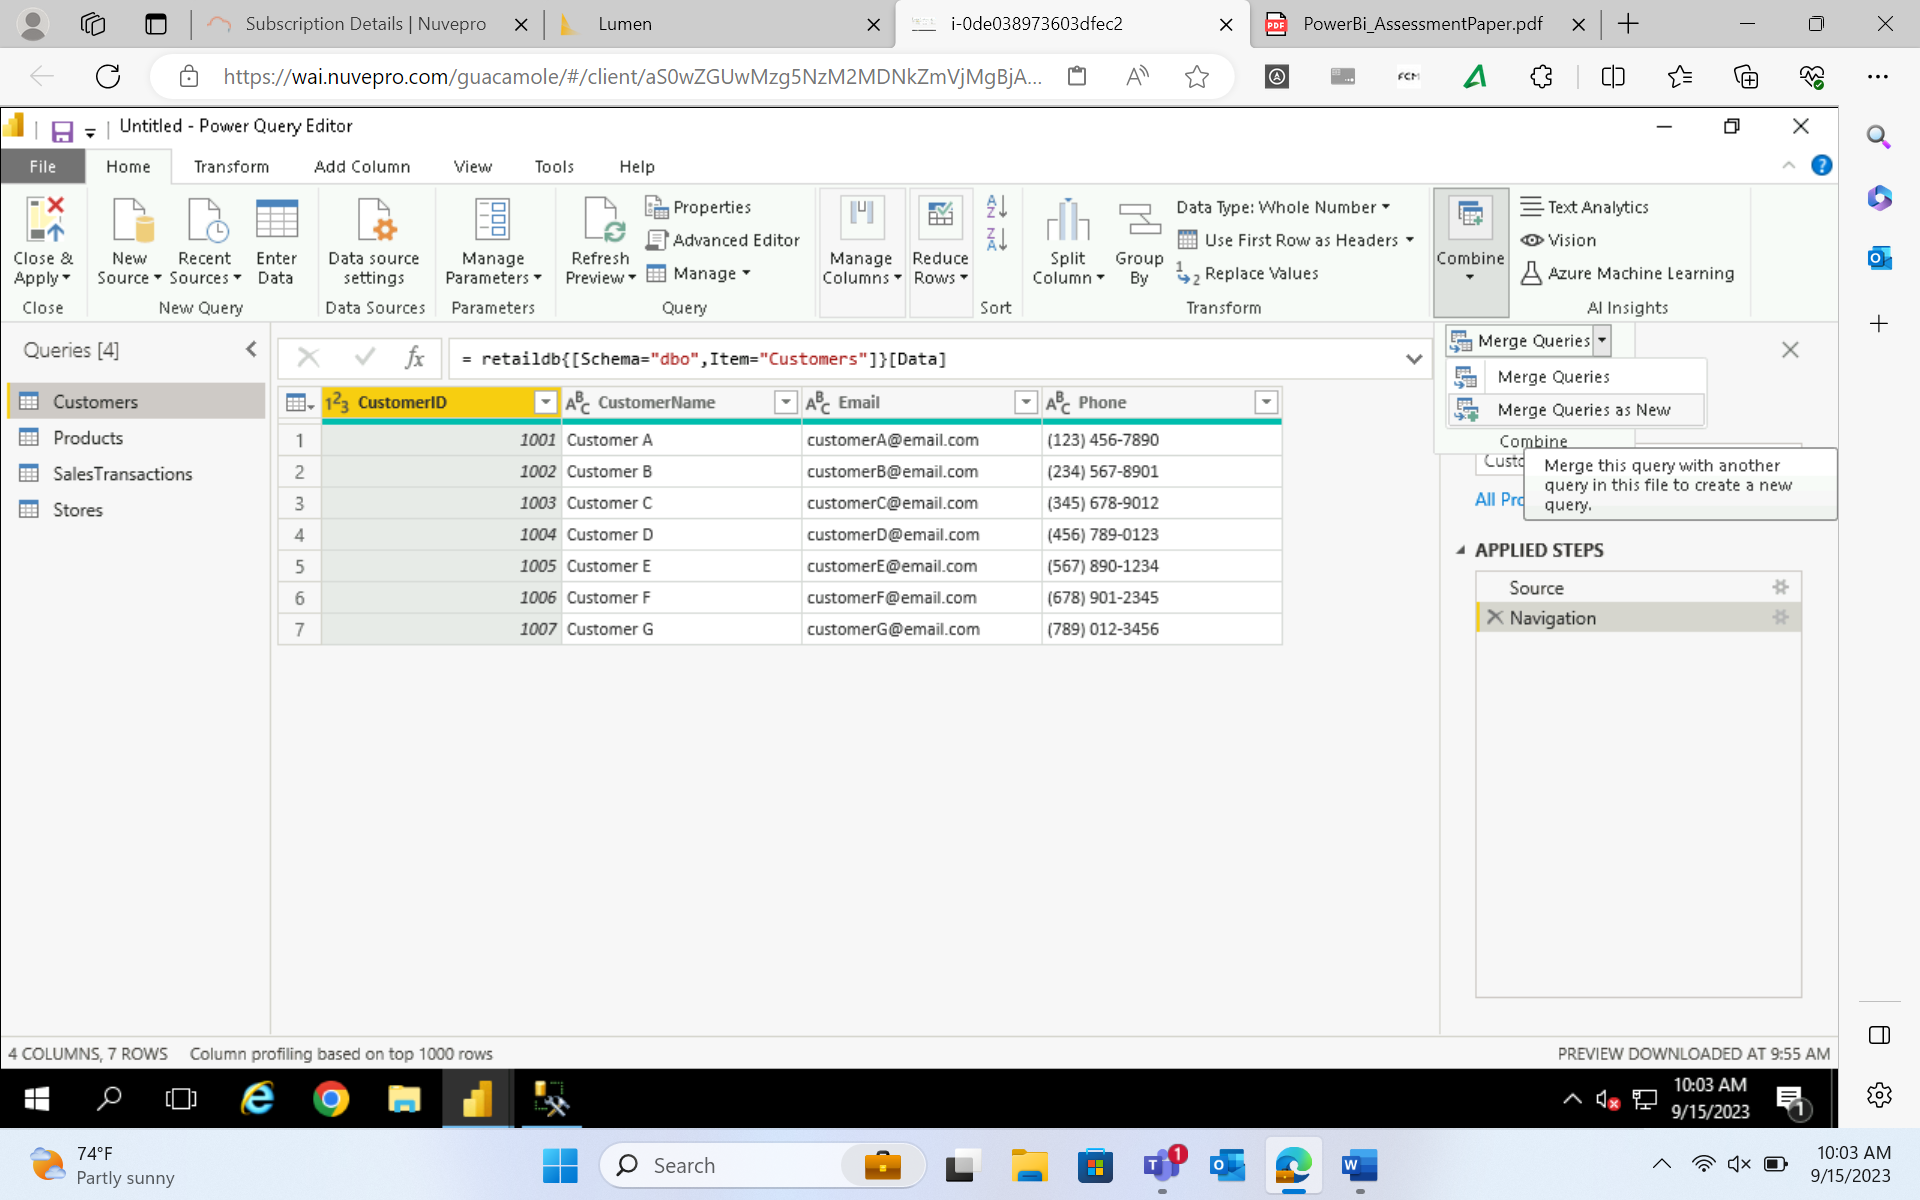 Subscription Details | Nuvepro
Lumen
i-0de038973603dfec2
PDF
PowerBi_AssessmentPaper.pdf
https://wai.nuvepro.com/guacamole/#/client/aS0wZGUwMzg5NzM2MDNkZmVjMgBjA...
FCM
Untitled - Power Query Editor
File
Home
Transform
Add Column
View
Tools
Help
Close &
Apply
New
Source
Recent
Sources
Enter
Data
Data source
settings
Manage
Parameters
Refresh
Preview
Properties
Advanced Editor
Manage
Manage
Columns
Reduce
Rows
Split
Column
Group
By
Data Type: Whole Number
Use First Row as Headers
Replace Values
Combine
Text Analytics
Vision
Azure Machine Learning
Close
New Query
Data Sources
Parameters
Query
Sort
Transform
AI Insights
Queries [4]
fx
= retaildb{[Schema="dbo",Item="Customers"]}[Data]
Merge Queries
Merge Queries
Merge Queries as New
Combine
Custo
Merge this query with another
query in this file to create a new
query.
All Pro
Customers
Products
SalesTransactions
Stores
CustomerID CustomerName Email Phone
1 1001 Customer A customerA@email.com (123) 456-7890
2 1002 Customer B customerB@email.com (234) 567-8901
3 1003 Customer C customerC@email.com (345) 678-9012
4 1004 Customer D customerD@email.com (456) 789-0123
5 1005 Customer E customerE@email.com (567) 890-1234
6 1006 Customer F customerF@email.com (678) 901-2345
7 1007 Customer G customerG@email.com (789) 012-3456
APPLIED STEPS
Source
Navigation
4 COLUMNS, 7 ROWS
Column profiling based on top 1000 rows
PREVIEW DOWNLOADED AT 9:55 AM
10:03 AM
9/15/2023
1
74°F
Partly sunny
Search
1
10:03 AM
9/15/2023